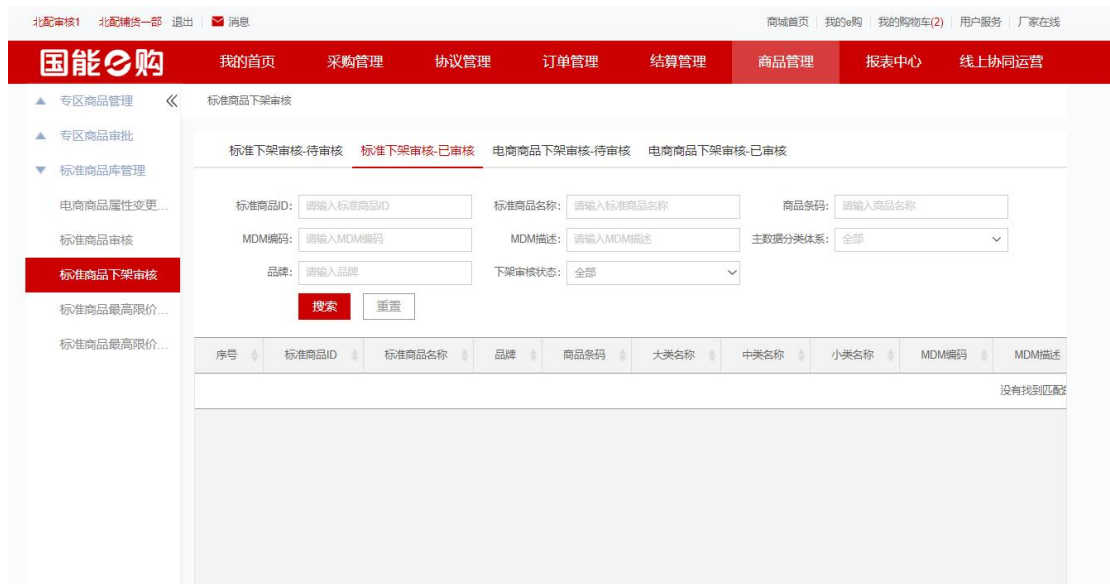 北配审核1 北配铺货一部 退出 消息 商城首页 我的e购 我的购物车(2) 用户服务 厂家在线
国能e购 我的首页 采购管理 协议管理 订单管理 结算管理 商品管理 报表中心 线上协同运营
专区商品管理 标准商品下架审核
专区商品审批
标准下架审核-待审核 标准下架审核-已审核 电商商品下架审核-待审核 电商商品下架审核-已审核
标准商品库管理
电商商品属性变更... 标准商品ID: 请输入标准商品ID 标准商品名称: 请输入标准商品名称 商品条码: 请输入商品名称
标准商品审核 MDM编码: 请输入MDM编码 MDM描述: 请输入MDM描述 主数据分类体系: 全部
标准商品下架审核 品牌: 请输入品牌 下架审核状态: 全部
标准商品最高限价... 搜索 重置
标准商品最高限价...
序号 标准商品ID 标准商品名称 品牌 商品条码 大类名称 中类名称 小类名称 MDM编码 MDM描述
没有找到匹配